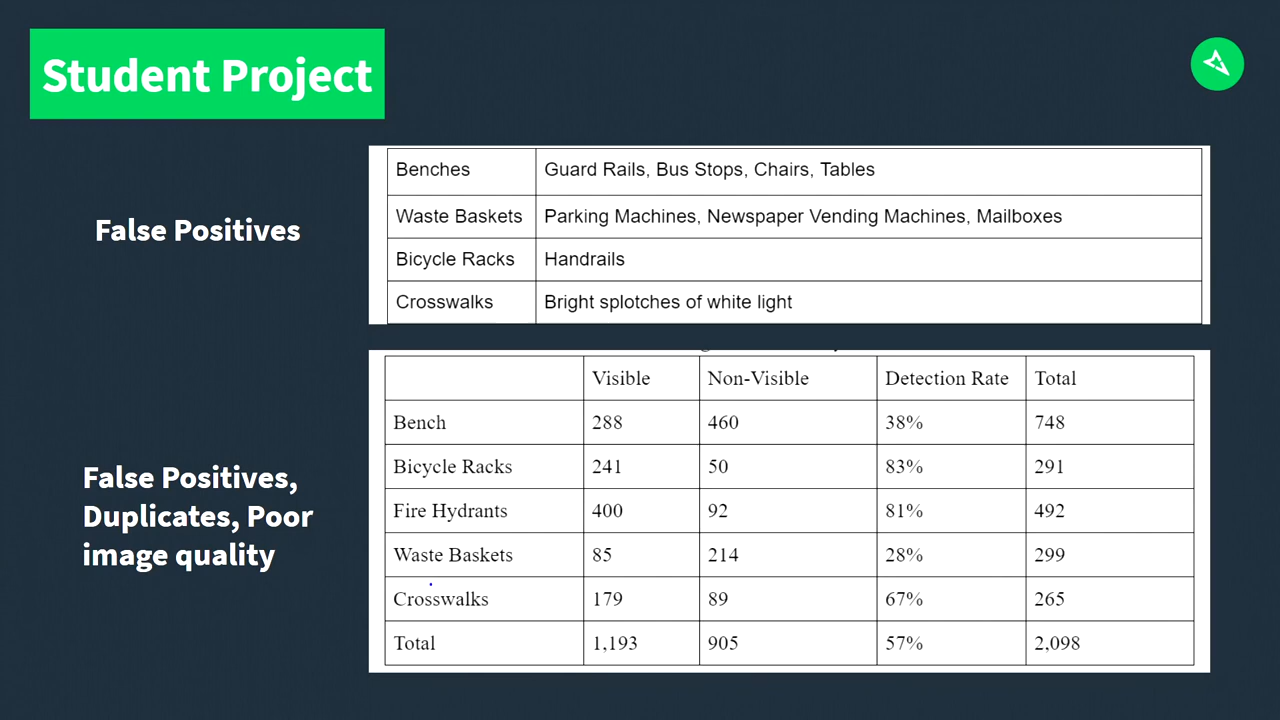 Student Project
False Positives
Benches Guard Rails, Bus Stops, Chairs, Tables
Waste Baskets Parking Machines, Newspaper Vending Machines, Mailboxes
Bicycle Racks Handrails
Crosswalks Bright splotches of white light
False Positives,
Duplicates, Poor
image quality
Visible Non-Visible Detection Rate Total
Bench 288 460 38% 748
Bicycle Racks 241 50 83% 291
Fire Hydrants 400 92 81% 492
Waste Baskets 85 214 28% 299
Crosswalks 179 89 67% 265
Total 1,193 905 57% 2,098